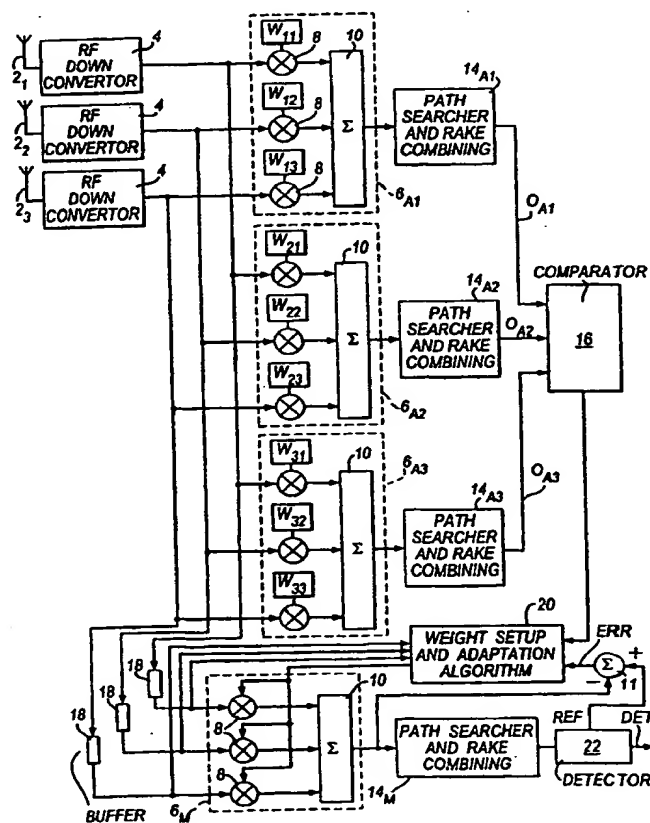 2₁
RF
DOWN
CONVERTOR
4
2₂
RF
DOWN
CONVERTOR
4
2₃
RF
DOWN
CONVERTOR
4
W₁₁
8
W₁₂
8
W₁₃
8
10
Σ
6A1
14A1
PATH
SEARCHER
AND RAKE
COMBINING
OA1
W₂₁
W₂₂
W₂₃
10
Σ
6A2
14A2
PATH
SEARCHER
AND RAKE
COMBINING
OA2
COMPARATOR
16
W₃₁
W₃₂
W₃₃
10
Σ
6A3
14A3
PATH
SEARCHER
AND RAKE
COMBINING
OA3
20
WEIGHT SETUP
AND ADAPTATION
ALGORITHM
ERR
+
−
Σ
11
18
18
18
BUFFER
8
8
8
10
Σ
6M
PATH
SEARCHER
AND RAKE
COMBINING
14M
REF
22
DETECTOR
DET